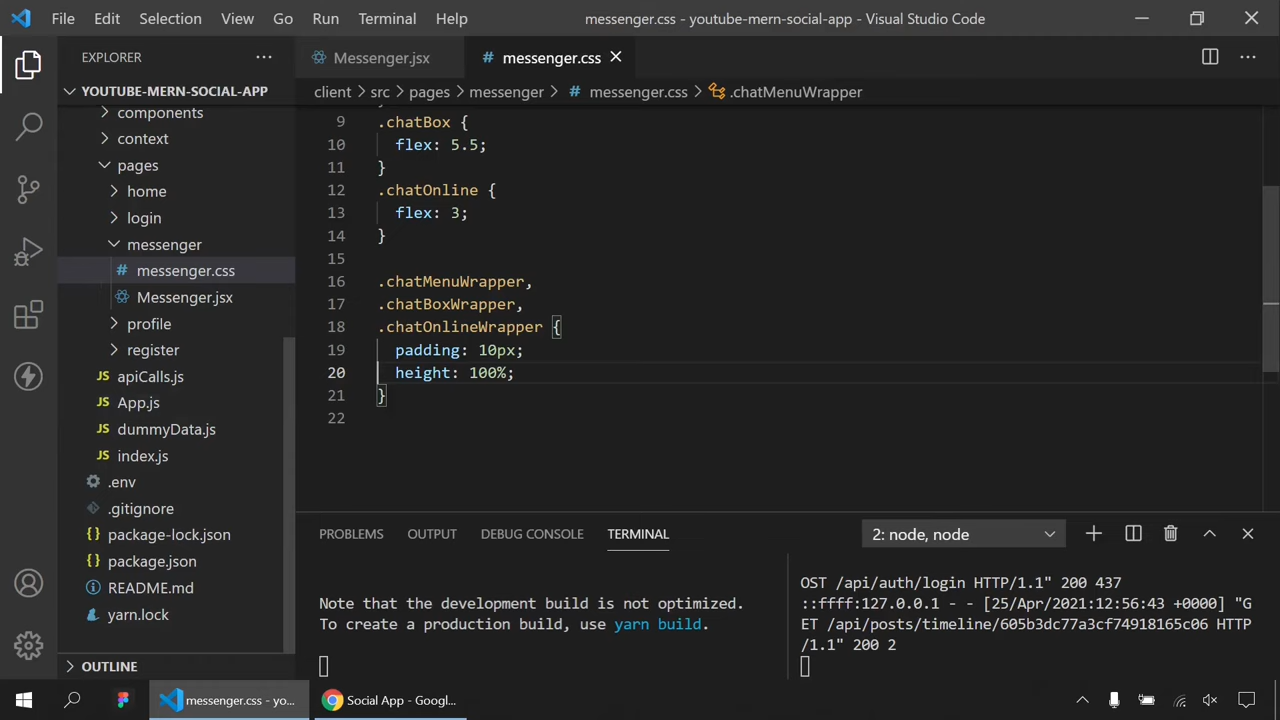 File Edit Selection View Go Run Terminal Help messenger.css - youtube-mern-social-app - Visual Studio Code
EXPLORER
Messenger.jsx
# messenger.css
YOUTUBE-MERN-SOCIAL-APP
client > src > pages > messenger > # messenger.css > .chatMenuWrapper
components
context
pages
home
login
messenger
# messenger.css
Messenger.jsx
profile
register
JS apiCalls.js
JS App.js
JS dummyData.js
JS index.js
.env
.gitignore
{} package-lock.json
{} package.json
README.md
yarn.lock
OUTLINE
9 .chatBox {
10 flex: 5.5;
11 }
12 .chatOnline {
13 flex: 3;
14 }
15
16 .chatMenuWrapper,
17 .chatBoxWrapper,
18 .chatOnlineWrapper {
19 padding: 10px;
20 height: 100%;
21 }
22
PROBLEMS OUTPUT DEBUG CONSOLE TERMINAL 2: node, node
Note that the development build is not optimized.
To create a production build, use yarn build.
OST /api/auth/login HTTP/1.1" 200 437
::ffff:127.0.0.1 - - [25/Apr/2021:12:56:43 +0000] "G
ET /api/posts/timeline/605b3dc77a3cf74918165c06 HTTP
/1.1" 200 2
messenger.css - yo...
Social App - Googl...